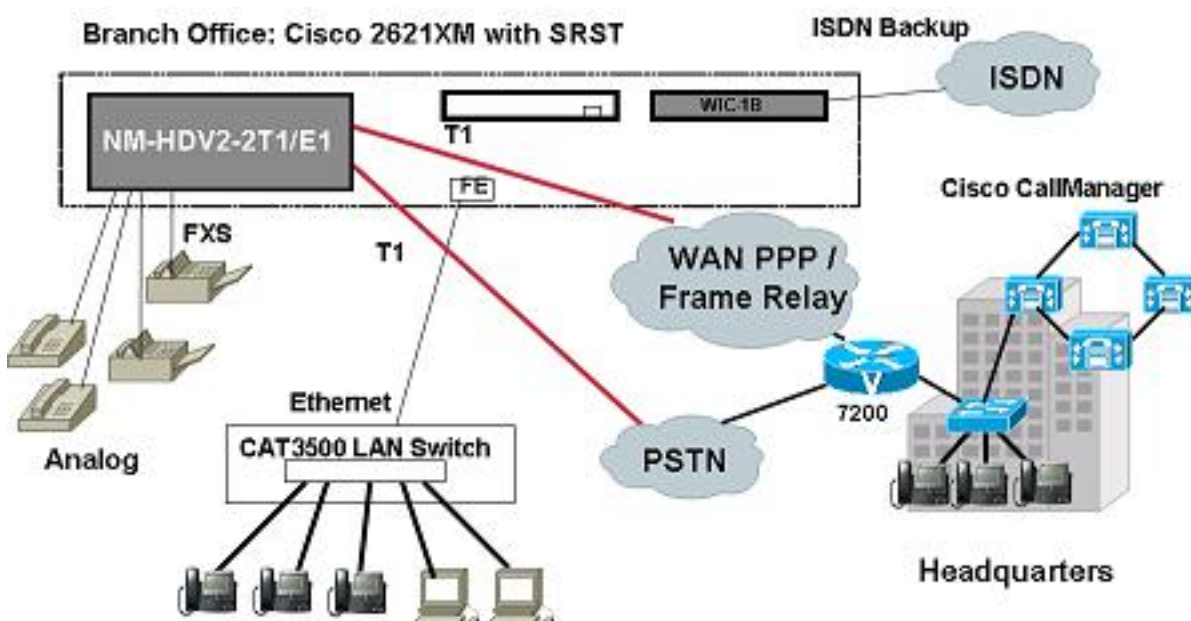 Branch Office: Cisco 2621XM with SRST
ISDN Backup
ISDN
WIC-1B
NM-HDV2-2T1/E1
T1
FE
Cisco CallManager
FXS
T1
WAN PPP /
Frame Relay
7200
Ethernet
CAT3500 LAN Switch
PSTN
Analog
Headquarters